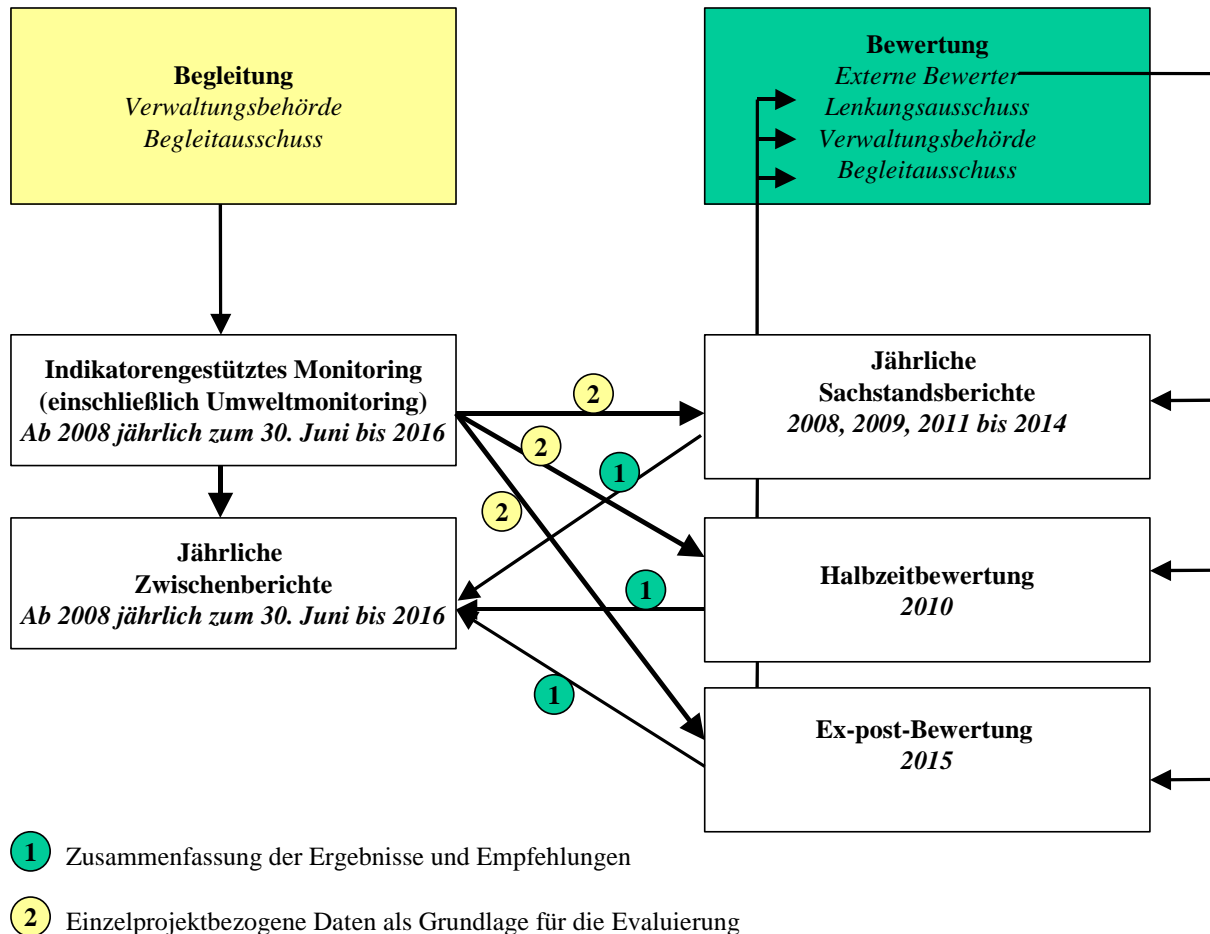 Begleitung
Verwaltungsbehörde
Begleitausschuss
Bewertung
Externe Bewerter
Lenkungsausschuss
Verwaltungsbehörde
Begleitausschuss
Indikatorengestütztes Monitoring
(einschließlich Umweltmonitoring)
Ab 2008 jährlich zum 30. Juni bis 2016
2
2
2
1
Jährliche
Sachstandsberichte
2008, 2009, 2011 bis 2014
Jährliche
Zwischenberichte
Ab 2008 jährlich zum 30. Juni bis 2016
1
1
Halbzeitbewertung
2010
Ex-post-Bewertung
2015
1 Zusammenfassung der Ergebnisse und Empfehlungen
2 Einzelprojektbezogene Daten als Grundlage für die Evaluierung